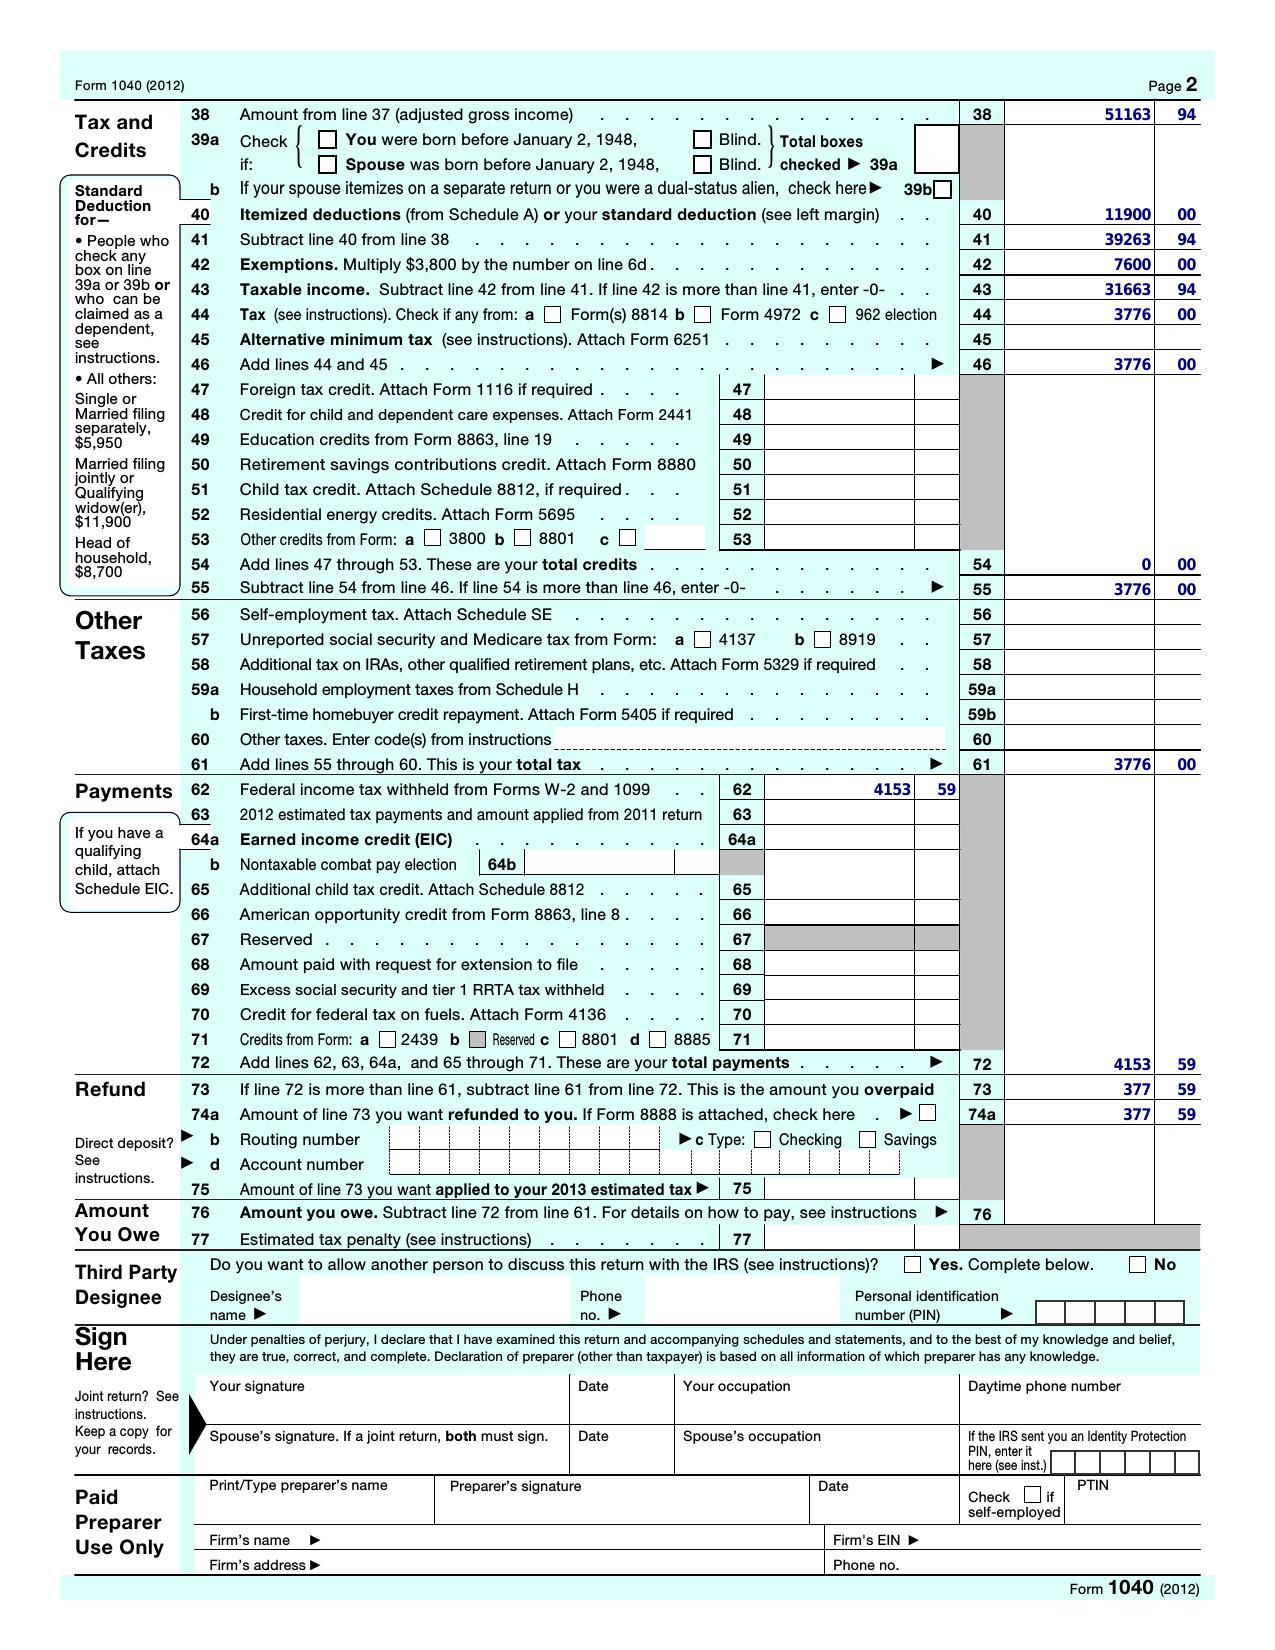 Form 1040 (2012) Page 2
Tax and Credits
38 Amount from line 37 (adjusted gross income) . . . . . . . . . . . . . . 38 51163 94
39a Check if: { You were born before January 2, 1948, Blind. } Total boxes
Spouse was born before January 2, 1948, Blind. checked ▶ 39a
b If your spouse itemizes on a separate return or you were a dual-status alien, check here ▶ 39b
Standard Deduction for—
• People who check any box on line 39a or 39b or who can be claimed as a dependent, see instructions.
• All others:
Single or Married filing separately, $5,950
Married filing jointly or Qualifying widow(er), $11,900
Head of household, $8,700
40 Itemized deductions (from Schedule A) or your standard deduction (see left margin) . . 40 11900 00
41 Subtract line 40 from line 38 . . . . . . . . . . . . . . . . . . . 41 39263 94
42 Exemptions. Multiply $3,800 by the number on line 6d . . . . . . . . . . . . 42 7600 00
43 Taxable income. Subtract line 42 from line 41. If line 42 is more than line 41, enter -0- . . 43 31663 94
44 Tax (see instructions). Check if any from: a Form(s) 8814 b Form 4972 c 962 election 44 3776 00
45 Alternative minimum tax (see instructions). Attach Form 6251 . . . . . . . . . 45
46 Add lines 44 and 45 . . . . . . . . . . . . . . . . . . . . . ▶ 46 3776 00
47 Foreign tax credit. Attach Form 1116 if required . . . . 47
48 Credit for child and dependent care expenses. Attach Form 2441 48
49 Education credits from Form 8863, line 19 . . . . . 49
50 Retirement savings contributions credit. Attach Form 8880 50
51 Child tax credit. Attach Schedule 8812, if required . . . 51
52 Residential energy credits. Attach Form 5695 . . . . 52
53 Other credits from Form: a 3800 b 8801 c 53
54 Add lines 47 through 53. These are your total credits . . . . . . . . . . . . 54 0 00
55 Subtract line 54 from line 46. If line 54 is more than line 46, enter -0- . . . . . . ▶ 55 3776 00
Other Taxes
56 Self-employment tax. Attach Schedule SE . . . . . . . . . . . . . . . 56
57 Unreported social security and Medicare tax from Form: a 4137 b 8919 . . 57
58 Additional tax on IRAs, other qualified retirement plans, etc. Attach Form 5329 if required . . 58
59a Household employment taxes from Schedule H . . . . . . . . . . . . . . 59a
b First-time homebuyer credit repayment. Attach Form 5405 if required . . . . . . . . 59b
60 Other taxes. Enter code(s) from instructions 60
61 Add lines 55 through 60. This is your total tax . . . . . . . . . . . . . ▶ 61 3776 00
Payments
62 Federal income tax withheld from Forms W-2 and 1099 . . 62 4153 59
63 2012 estimated tax payments and amount applied from 2011 return 63
If you have a qualifying child, attach Schedule EIC.
64a Earned income credit (EIC) . . . . . . . . . . 64a
b Nontaxable combat pay election 64b
65 Additional child tax credit. Attach Schedule 8812 . . . . . 65
66 American opportunity credit from Form 8863, line 8 . . . . 66
67 Reserved . . . . . . . . . . . . . . . . 67
68 Amount paid with request for extension to file . . . . . 68
69 Excess social security and tier 1 RRTA tax withheld . . . . 69
70 Credit for federal tax on fuels. Attach Form 4136 . . . . 70
71 Credits from Form: a 2439 b Reserved c 8801 d 8885 71
72 Add lines 62, 63, 64a, and 65 through 71. These are your total payments . . . . . ▶ 72 4153 59
Refund
73 If line 72 is more than line 61, subtract line 61 from line 72. This is the amount you overpaid 73 377 59
74a Amount of line 73 you want refunded to you. If Form 8888 is attached, check here . ▶ 74a 377 59
Direct deposit? See instructions.
▶ b Routing number ▶ c Type: Checking Savings
▶ d Account number
75 Amount of line 73 you want applied to your 2013 estimated tax ▶ 75
Amount You Owe
76 Amount you owe. Subtract line 72 from line 61. For details on how to pay, see instructions ▶ 76
77 Estimated tax penalty (see instructions) . . . . . . . 77
Third Party Designee
Do you want to allow another person to discuss this return with the IRS (see instructions)? Yes. Complete below. No
Designee's name ▶ Phone no. ▶ Personal identification number (PIN) ▶
Sign Here
Under penalties of perjury, I declare that I have examined this return and accompanying schedules and statements, and to the best of my knowledge and belief,
they are true, correct, and complete. Declaration of preparer (other than taxpayer) is based on all information of which preparer has any knowledge.
Joint return? See instructions. Keep a copy for your records.
Your signature Date Your occupation Daytime phone number
Spouse's signature. If a joint return, both must sign. Date Spouse's occupation If the IRS sent you an Identity Protection PIN, enter it here (see inst.)
Paid Preparer Use Only
Print/Type preparer's name Preparer's signature Date Check if self-employed PTIN
Firm's name ▶ Firm's EIN ▶
Firm's address ▶ Phone no.
Form 1040 (2012)